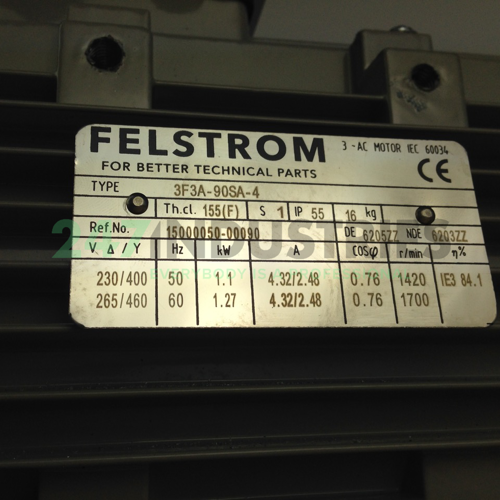 FELSTROM 3~AC MOTOR IEC 60034
FOR BETTER TECHNICAL PARTS CE
TYPE 3F3A-90SA-4
Th.cl. 155(F) S 1 IP 55 16 kg
Ref.No. 15000050-00090 DE 6205ZZ NDE 6203ZZ
V. Δ / Y Hz kW A COSφ r/min η%
230/400 50 1.1 4.32/2.48 0.76 1420 IE3 84.1
265/460 60 1.27 4.32/2.48 0.76 1700